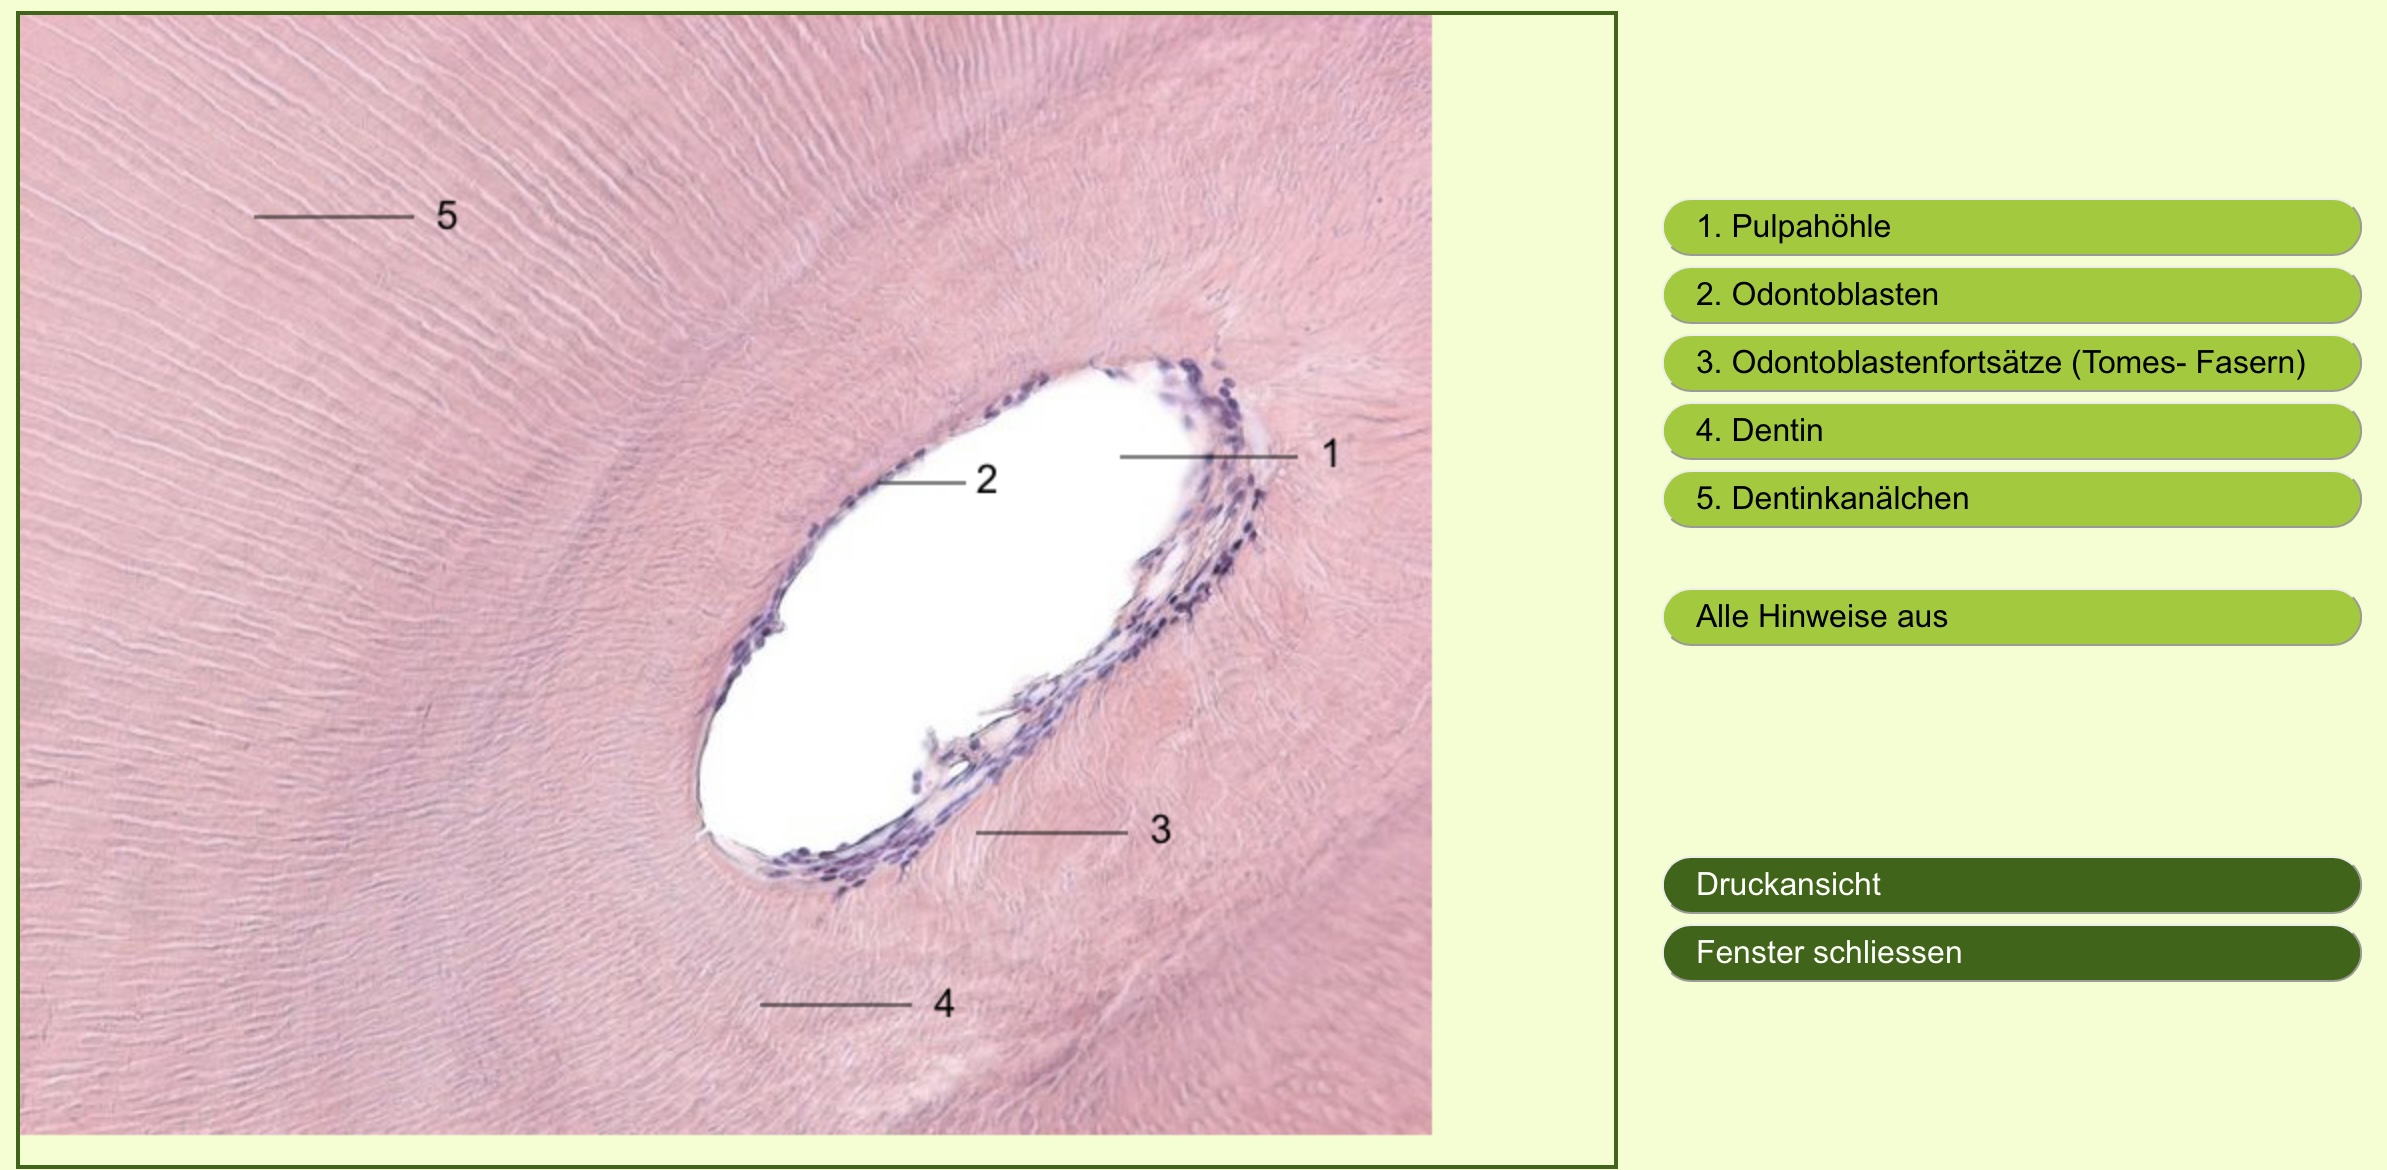 5
1
2
3
4
1. Pulpahöhle
2. Odontoblasten
3. Odontoblastenfortsätze (Tomes- Fasern)
4. Dentin
5. Dentinkanälchen
Alle Hinweise aus
Druckansicht
Fenster schliessen